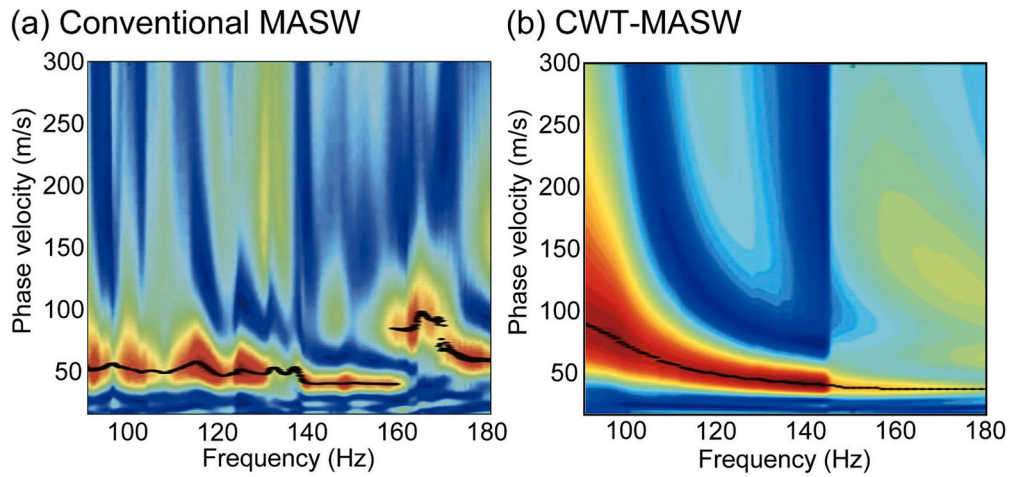 (a) Conventional MASW
300
250
200
150
100
50
Phase velocity (m/s)
100 120 140 160 180
Frequency (Hz)
(b) CWT-MASW
300
250
200
150
100
50
Phase velocity (m/s)
100 120 140 160 180
Frequency (Hz)